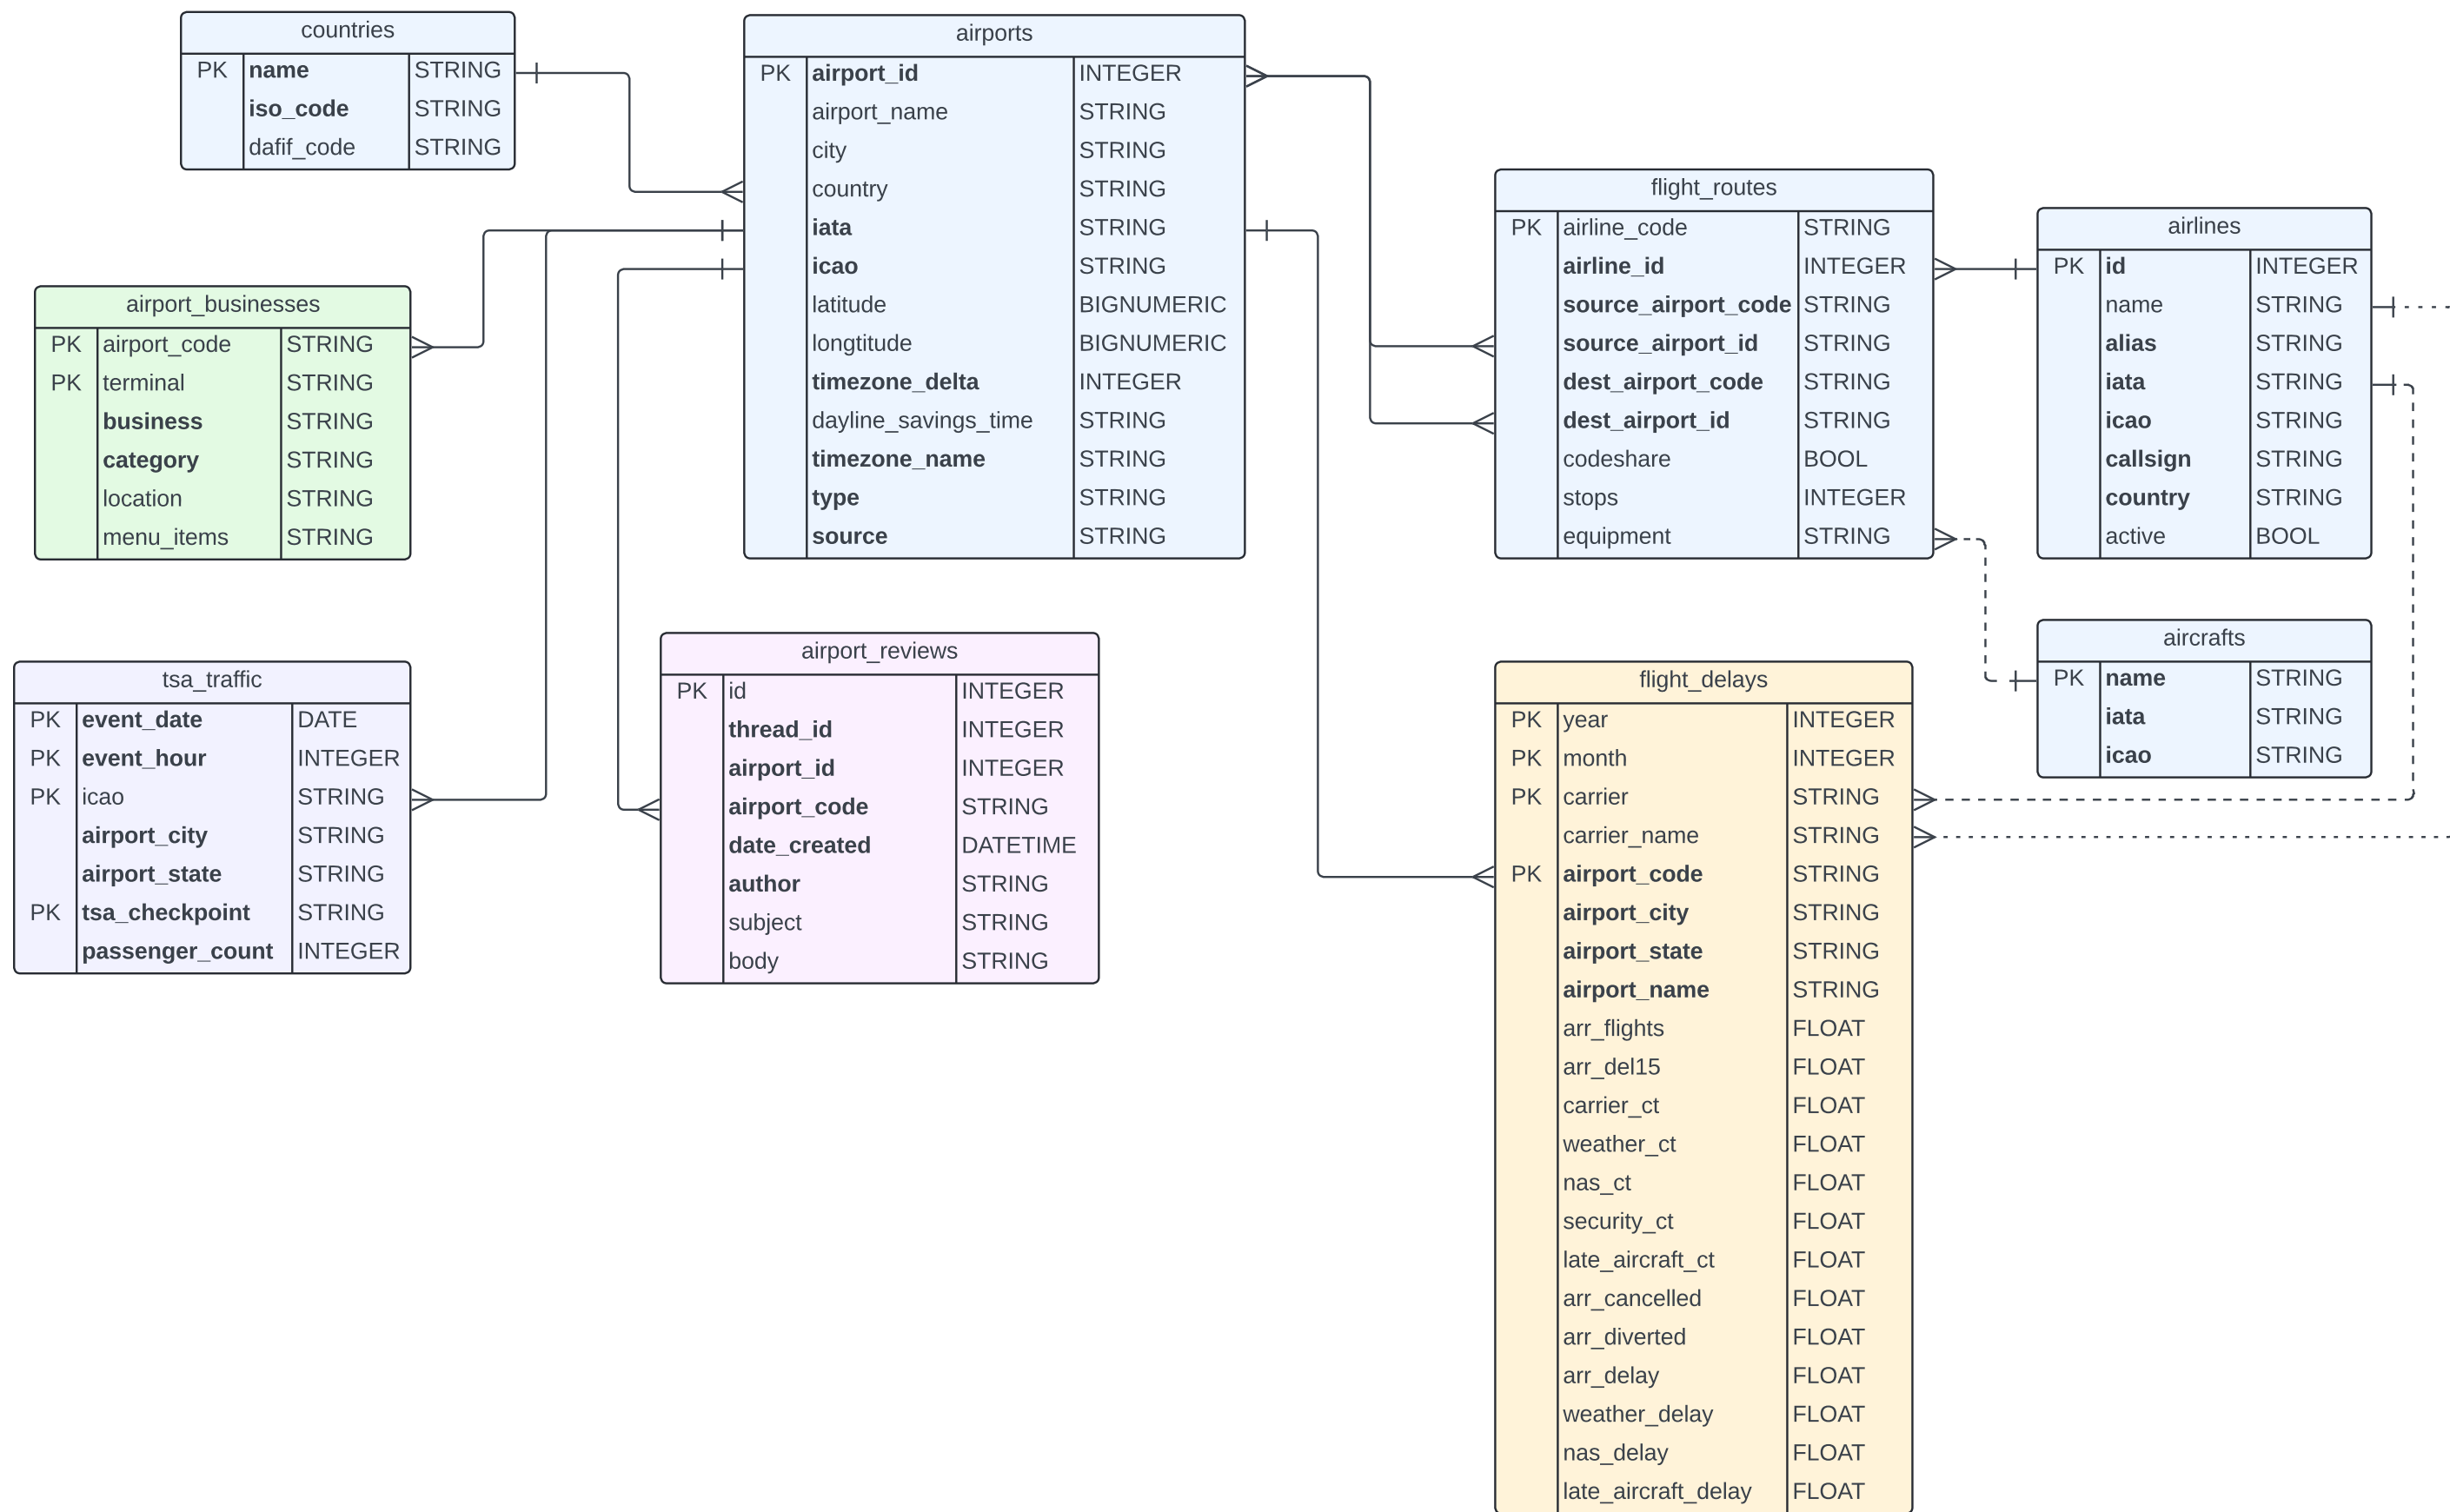 countries
PK name STRING
iso_code STRING
dafif_code STRING
airports
PK airport_id INTEGER
airport_name STRING
city STRING
country STRING
iata STRING
icao STRING
latitude BIGNUMERIC
longtitude BIGNUMERIC
timezone_delta INTEGER
dayline_savings_time STRING
timezone_name STRING
type STRING
source STRING
flight_routes
PK airline_code STRING
airline_id INTEGER
source_airport_code STRING
source_airport_id STRING
dest_airport_code STRING
dest_airport_id STRING
codeshare BOOL
stops INTEGER
equipment STRING
airlines
PK id INTEGER
name STRING
alias STRING
iata STRING
icao STRING
callsign STRING
country STRING
active BOOL
airport_businesses
PK airport_code STRING
PK terminal STRING
business STRING
category STRING
location STRING
menu_items STRING
tsa_traffic
PK event_date DATE
PK event_hour INTEGER
PK icao STRING
airport_city STRING
airport_state STRING
PK tsa_checkpoint STRING
passenger_count INTEGER
airport_reviews
PK id INTEGER
thread_id INTEGER
airport_id INTEGER
airport_code STRING
date_created DATETIME
author STRING
subject STRING
body STRING
flight_delays
PK year INTEGER
PK month INTEGER
PK carrier STRING
carrier_name STRING
PK airport_code STRING
airport_city STRING
airport_state STRING
airport_name STRING
arr_flights FLOAT
arr_del15 FLOAT
carrier_ct FLOAT
weather_ct FLOAT
nas_ct FLOAT
security_ct FLOAT
late_aircraft_ct FLOAT
arr_cancelled FLOAT
arr_diverted FLOAT
arr_delay FLOAT
weather_delay FLOAT
nas_delay FLOAT
late_aircraft_delay FLOAT
aircrafts
PK name STRING
iata STRING
icao STRING